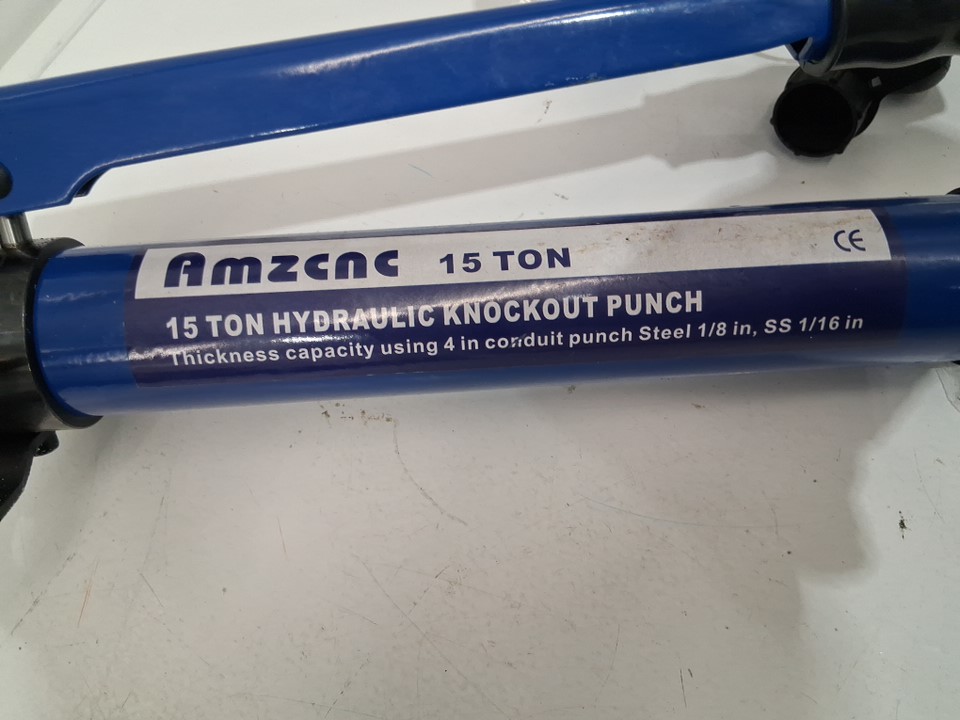 Amzcnc 15 TON CE
15 TON HYDRAULIC KNOCKOUT PUNCH
Thickness capacity using 4 in conduit punch Steel 1/8 in, SS 1/16 in